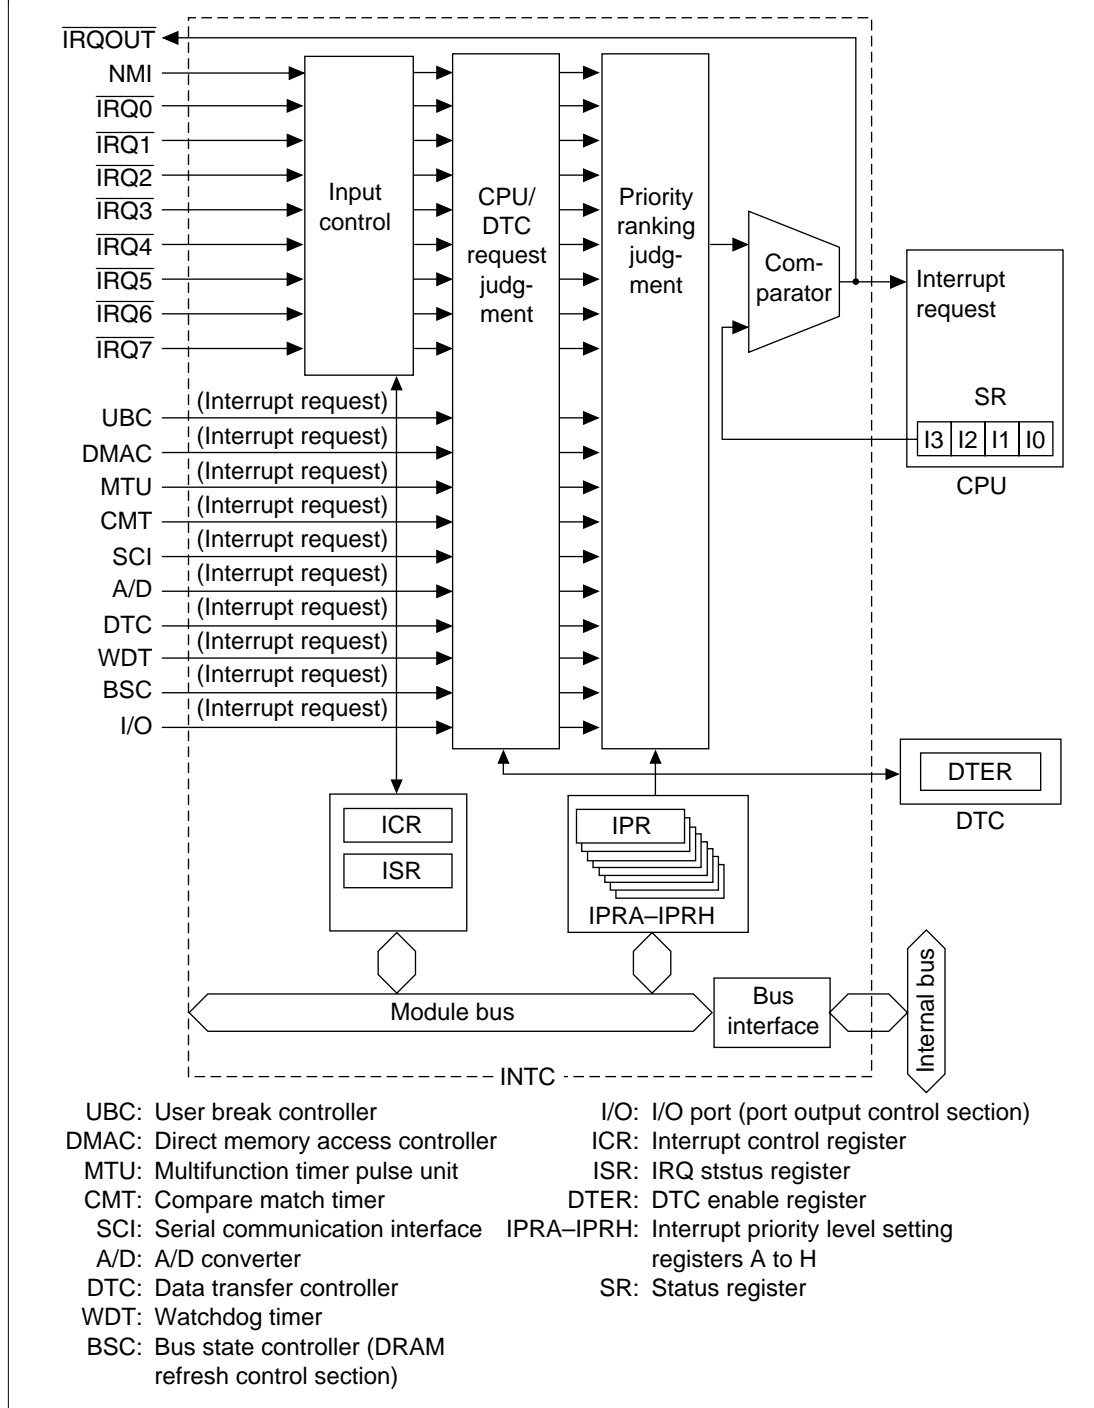 IRQOUT
NMI
IRQ0
IRQ1
IRQ2
IRQ3
IRQ4
IRQ5
IRQ6
IRQ7
UBC
DMAC
MTU
CMT
SCI
A/D
DTC
WDT
BSC
I/O
(Interrupt request)
(Interrupt request)
(Interrupt request)
(Interrupt request)
(Interrupt request)
(Interrupt request)
(Interrupt request)
(Interrupt request)
(Interrupt request)
(Interrupt request)
Input
control
CPU/
DTC
request
judg-
ment
Priority
ranking
judg-
ment
Com-
parator
Interrupt
request
SR
I3 I2 I1 I0
CPU
DTER
DTC
ICR
ISR
IPR
IPRA–IPRH
Module bus
Bus
interface
Internal bus
INTC
UBC: User break controller
DMAC: Direct memory access controller
MTU: Multifunction timer pulse unit
CMT: Compare match timer
SCI: Serial communication interface
A/D: A/D converter
DTC: Data transfer controller
WDT: Watchdog timer
BSC: Bus state controller (DRAM
refresh control section)
I/O: I/O port (port output control section)
ICR: Interrupt control register
ISR: IRQ ststus register
DTER: DTC enable register
IPRA–IPRH: Interrupt priority level setting
registers A to H
SR: Status register